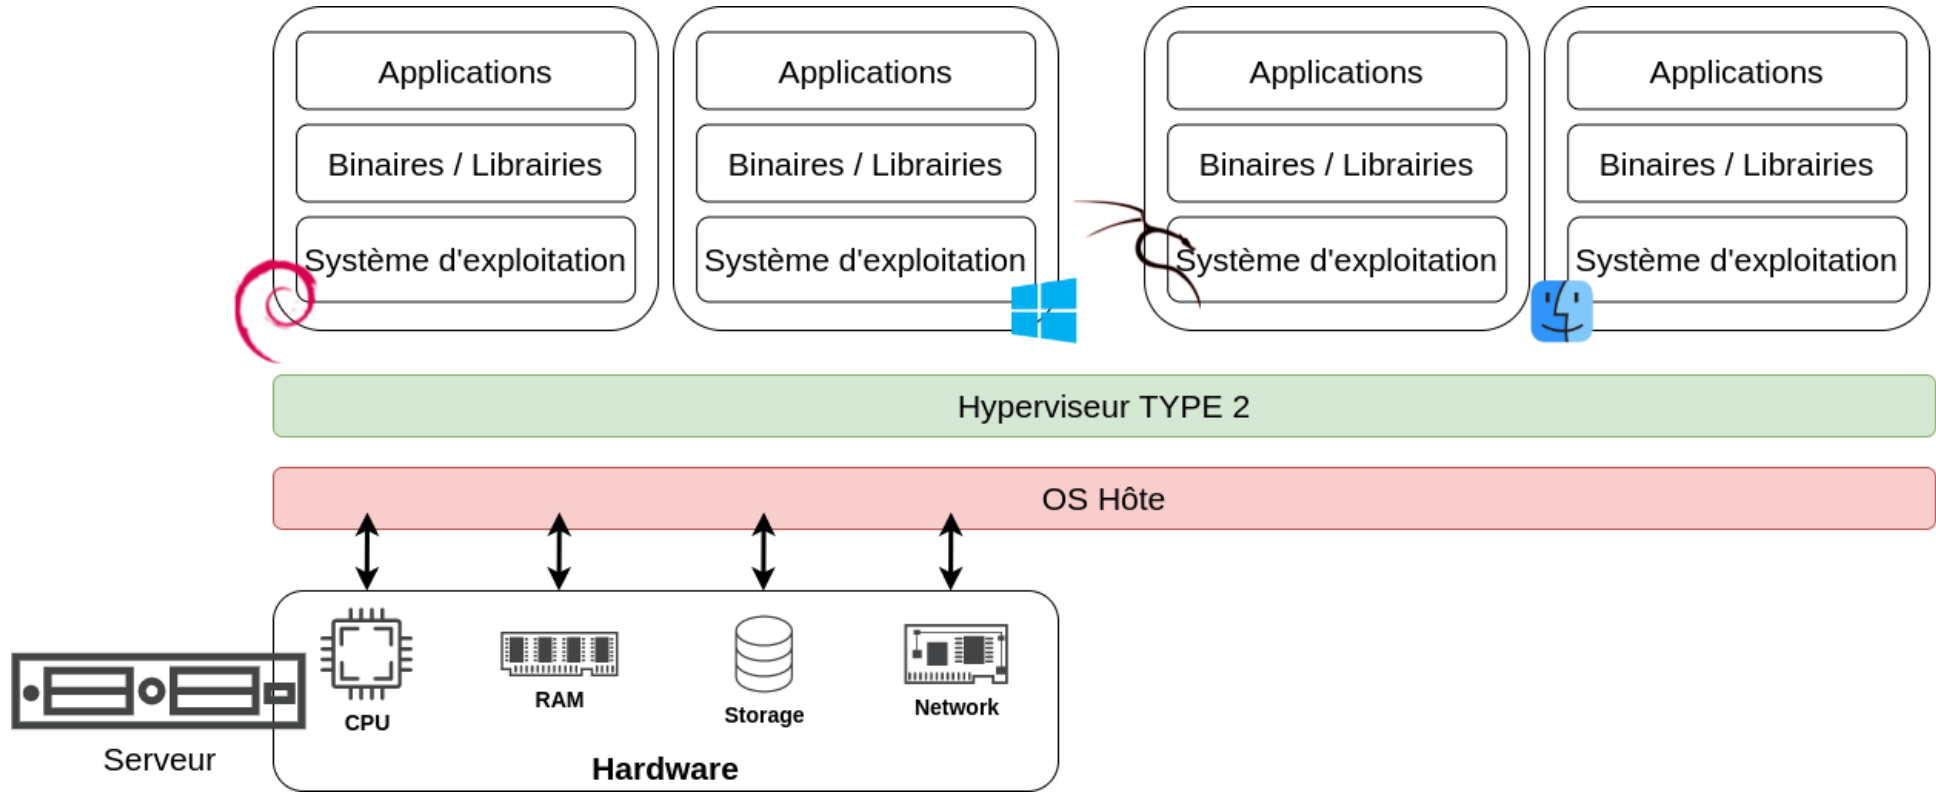 Applications
Applications
Applications
Applications
Binaires / Librairies
Binaires / Librairies
Binaires / Librairies
Binaires / Librairies
Système d'exploitation
Système d'exploitation
Système d'exploitation
Système d'exploitation
Hyperviseur TYPE 2
OS Hôte
CPU
RAM
Storage
Network
Serveur
Hardware